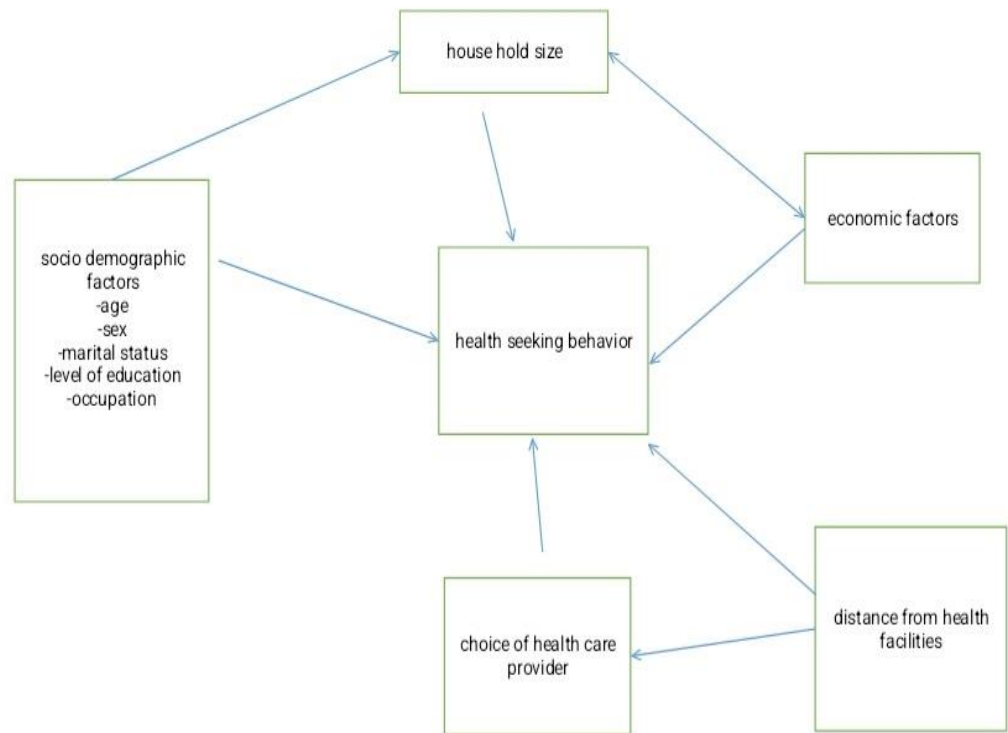 house hold size
economic factors
socio demographic
factors
-age
-sex
-marital status
-level of education
-occupation
health seeking behavior
choice of health care
provider
distance from health
facilities